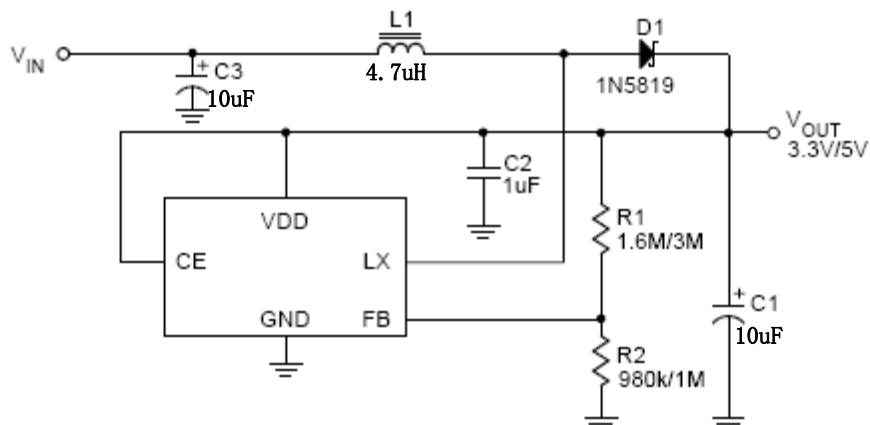 L1
D1
VIN
C3
4.7uH
1N5819
10uF
VOUT
3.3V/5V
C2
1uF
VDD
R1
1.6M/3M
CE
LX
C1
GND
FB
10uF
R2
980k/1M
+
+